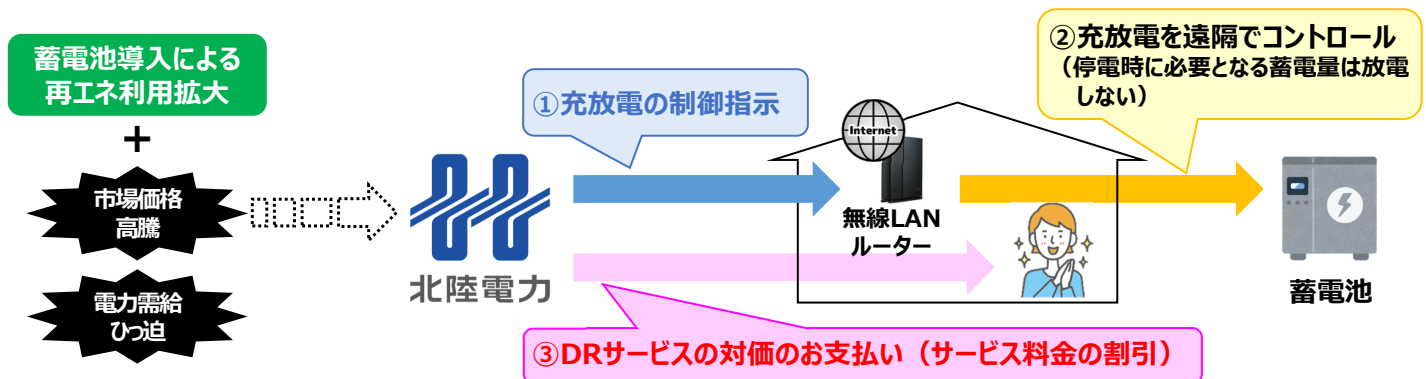 蓄電池導入による
再エネ利用拡大
+
市場価格
高騰
電力需給
ひっ迫
北陸電力
①充放電の制御指示
Internet
無線LAN
ルーター
②充放電を遠隔でコントロール
（停電時に必要となる蓄電量は放電
しない）
蓄電池
③DRサービスの対価のお支払い（サービス料金の割引）